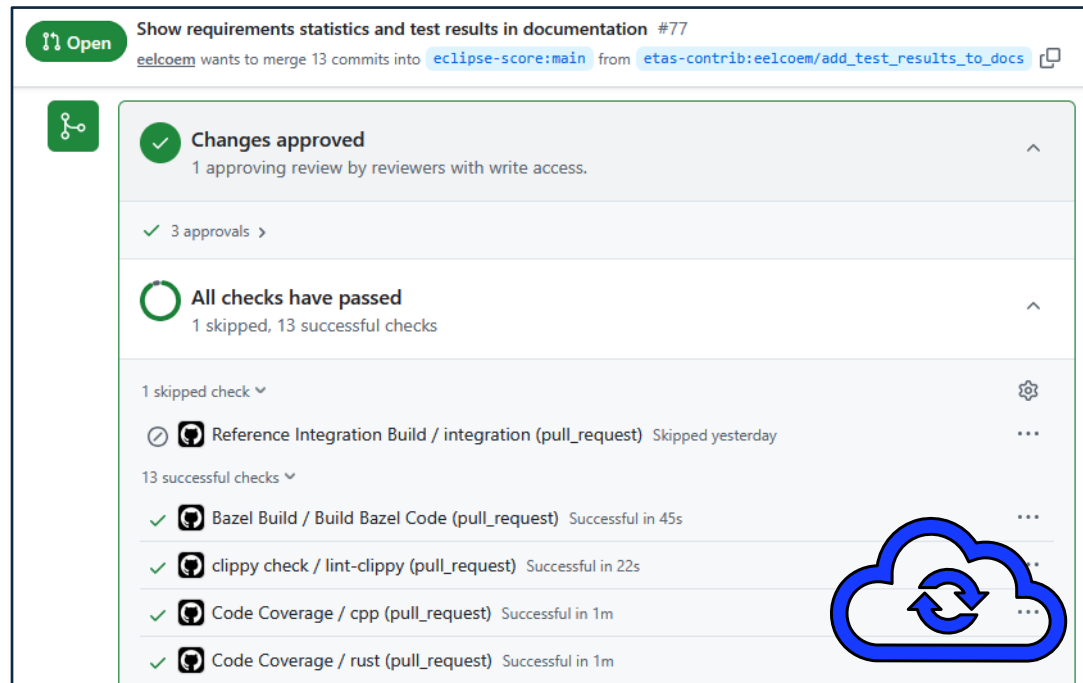 Open
Show requirements statistics and test results in documentation #77
eelcoem wants to merge 13 commits into eclipse-score:main from etas-contrib:eelcoem/add_test_results_to_docs
Changes approved
1 approving review by reviewers with write access.
3 approvals
All checks have passed
1 skipped, 13 successful checks
1 skipped check
Reference Integration Build / integration (pull_request) Skipped yesterday
13 successful checks
Bazel Build / Build Bazel Code (pull_request) Successful in 45s
clippy check / lint-clippy (pull_request) Successful in 22s
Code Coverage / cpp (pull_request) Successful in 1m
Code Coverage / rust (pull_request) Successful in 1m